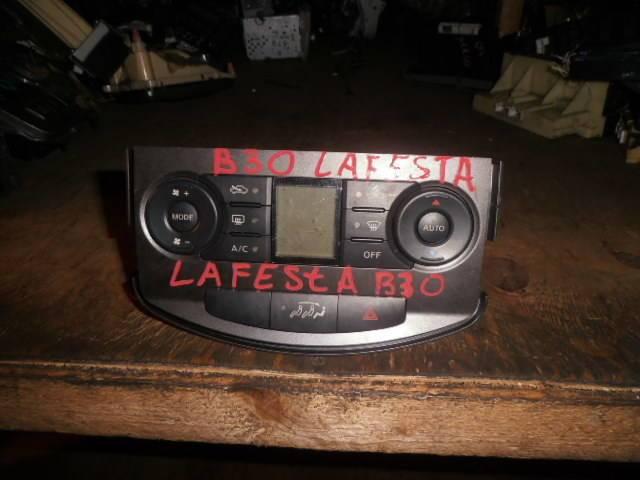 B30 LAFESTA
+
MODE
−
A/C
AUTO
OFF
LAFEStA B30